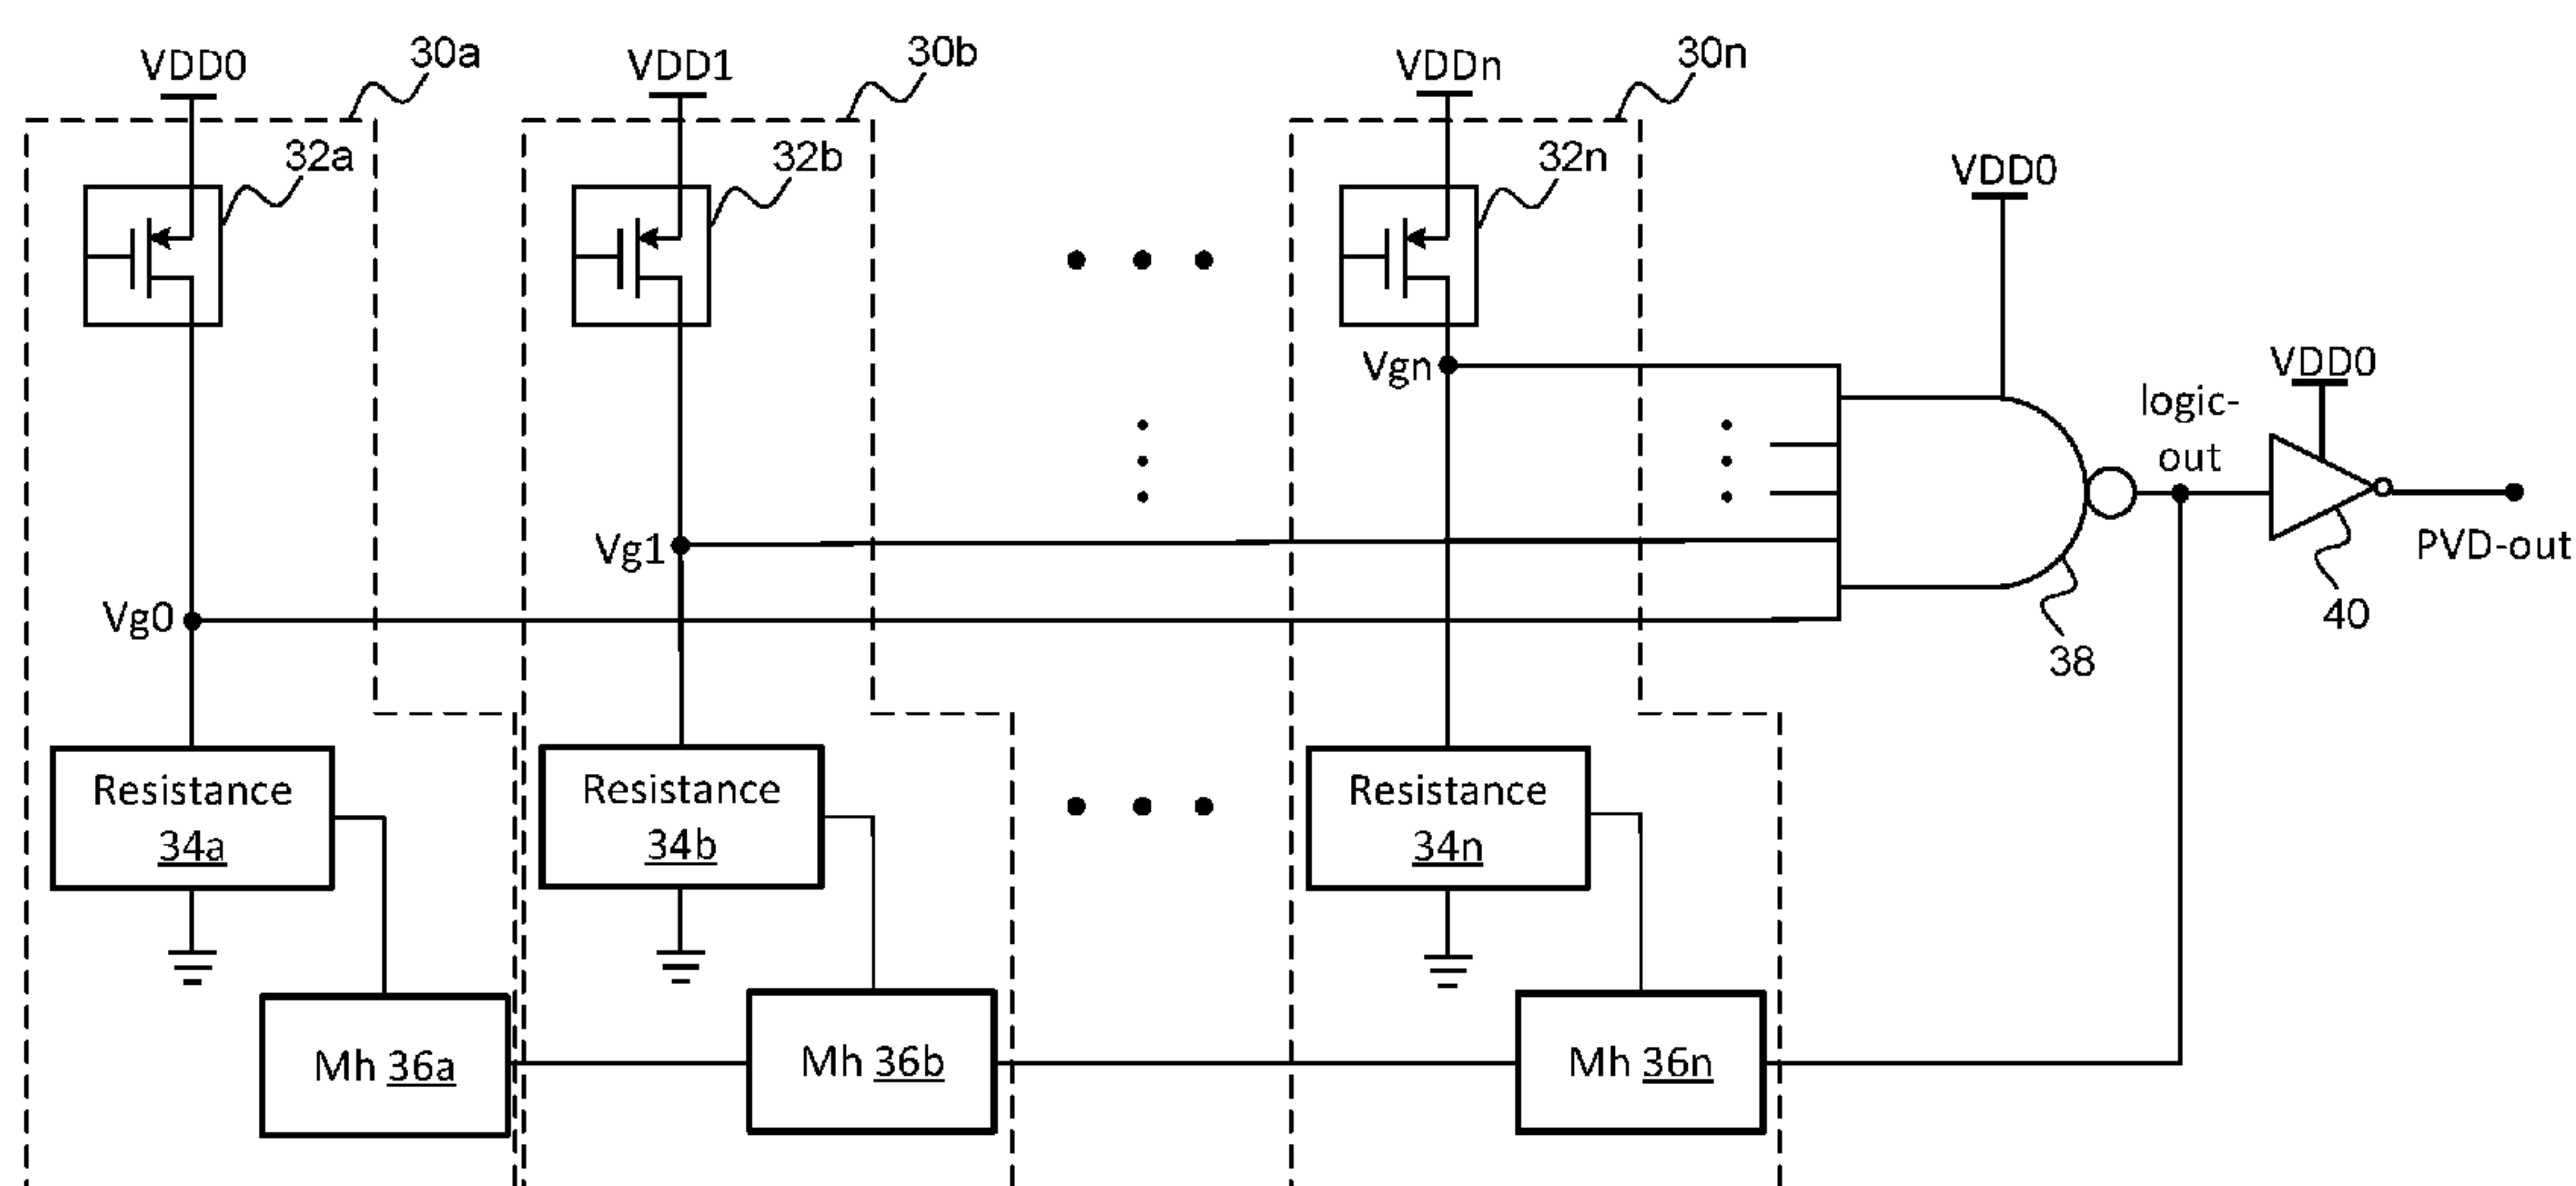 VDD0
30a
VDD1
30b
VDDn
30n
32a
32b
32n
VDD0
Vgn
VDD0
logic-
out
Vg1
PVD-out
Vg0
40
38
Resistance
34a
Resistance
34b
Resistance
34n
Mh 36a
Mh 36b
Mh 36n